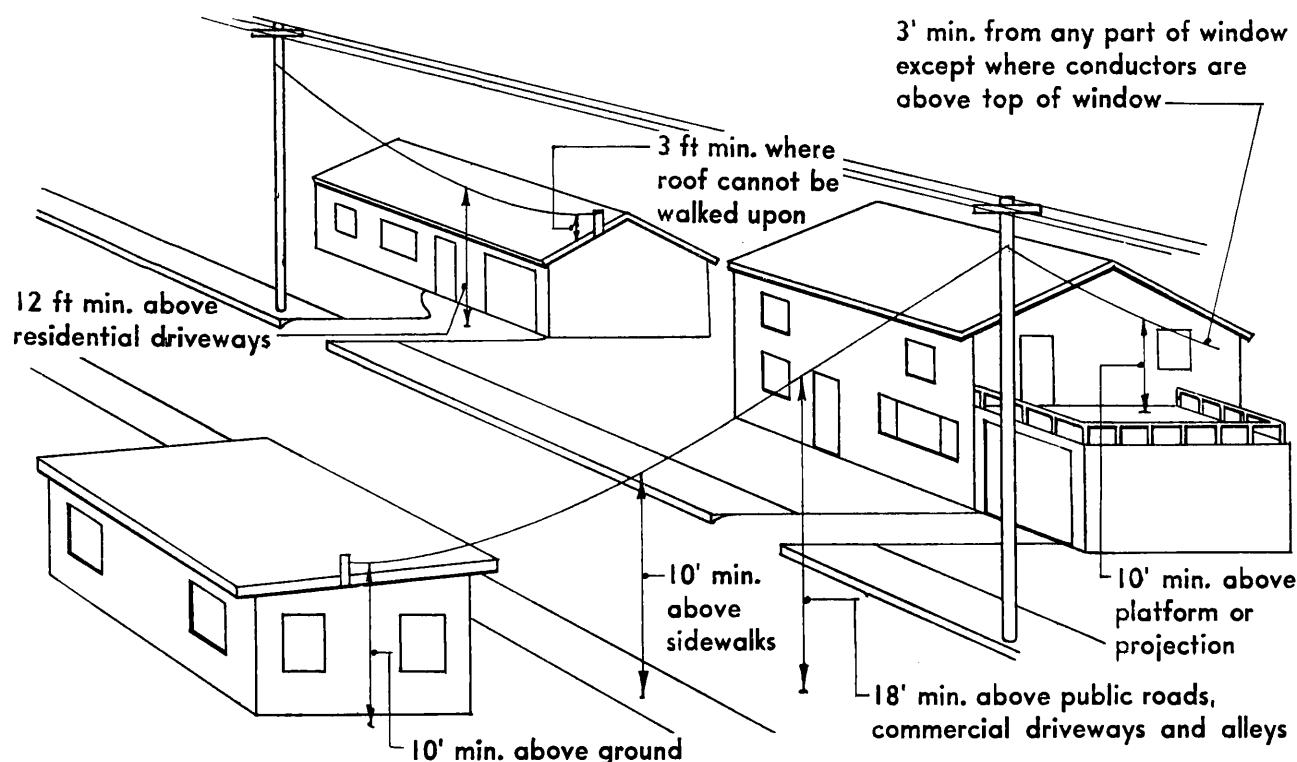 3' min. from any part of window
except where conductors are
above top of window
3 ft min. where
roof cannot be
walked upon
12 ft min. above
residential driveways
10' min.
above
sidewalks
10' min. above
platform or
projection
18' min. above public roads,
commercial driveways and alleys
10' min. above ground